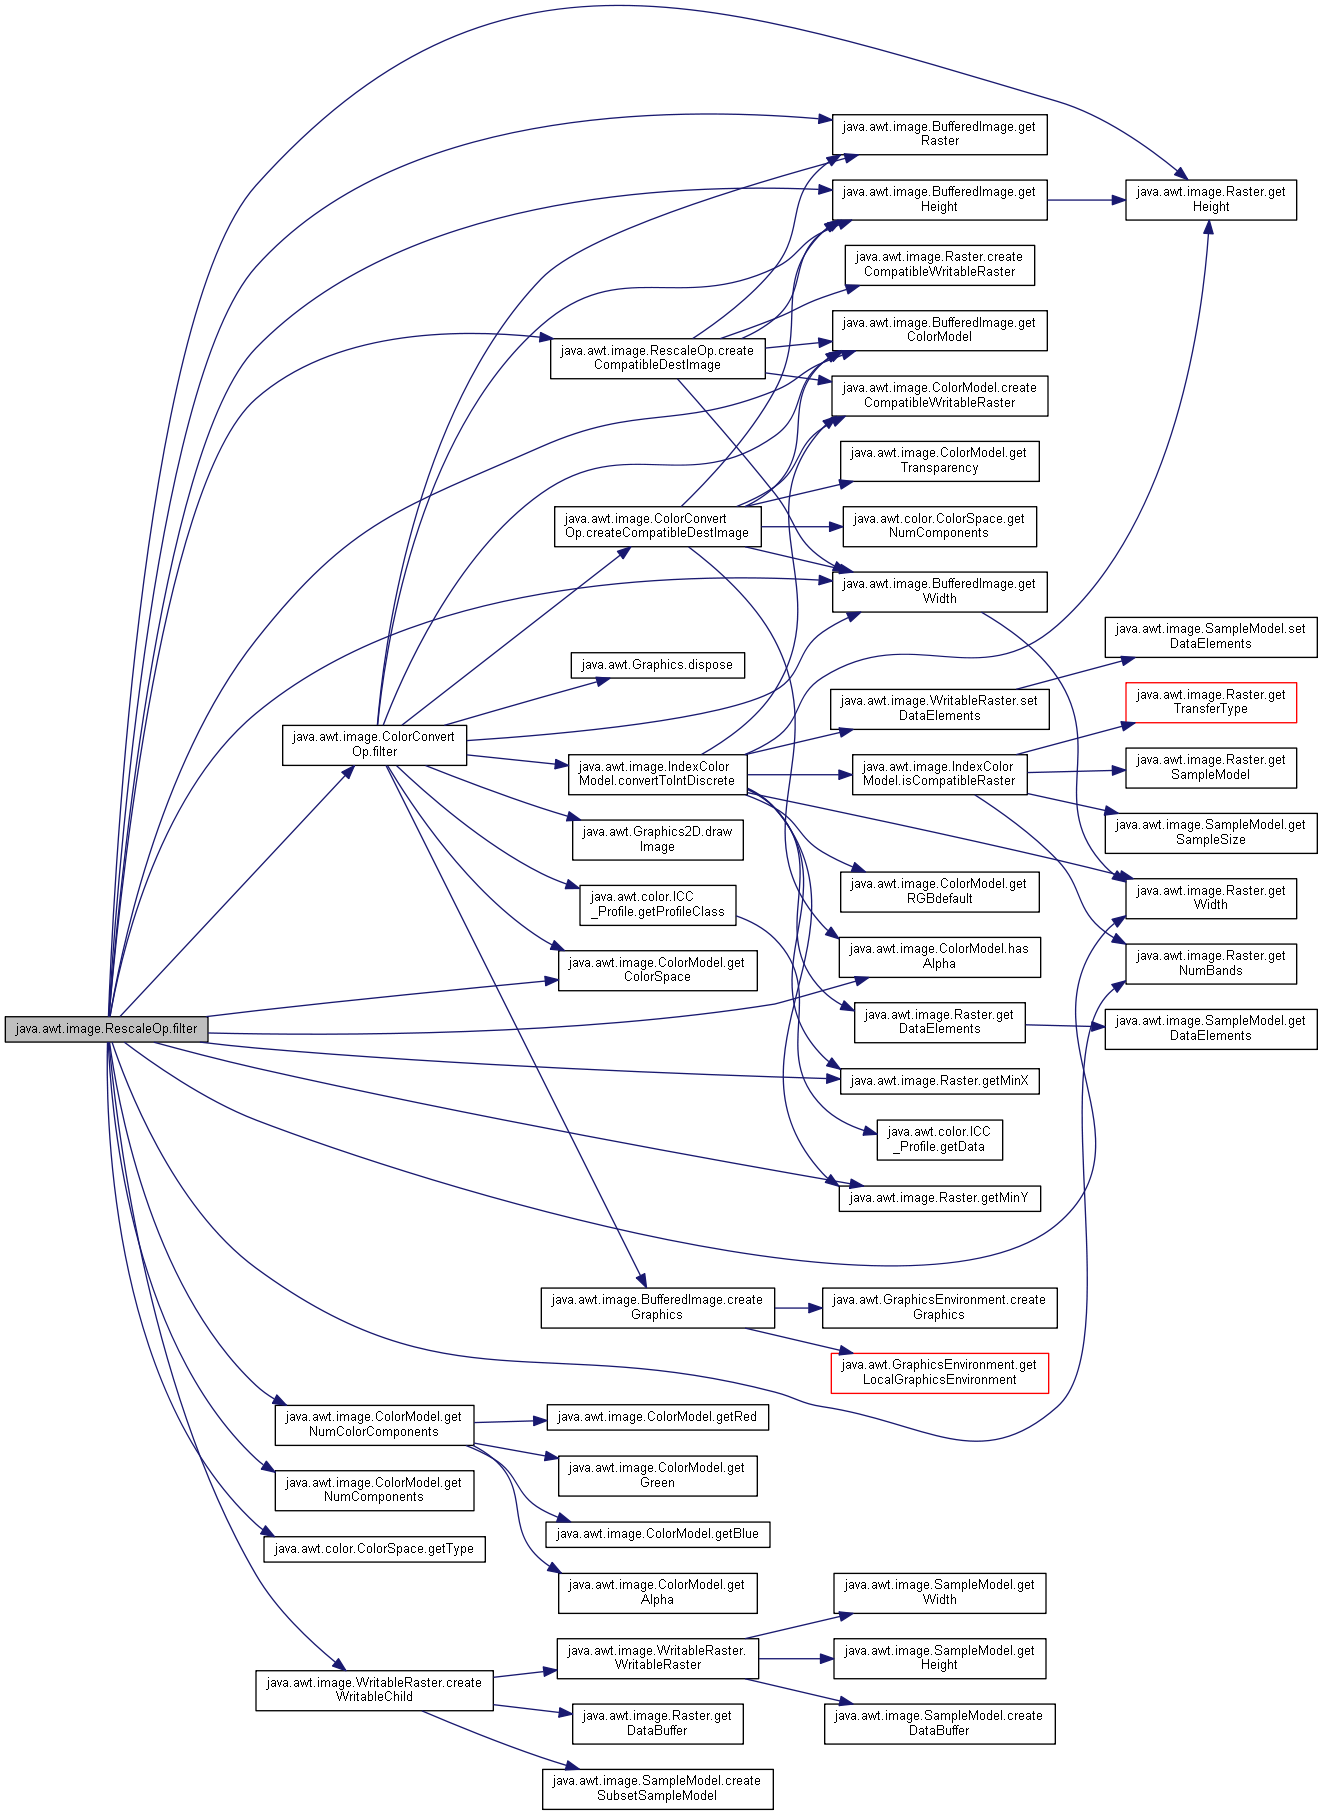 java.awt.image.BufferedImage.get
Raster
java.awt.image.BufferedImage.get
Height
java.awt.image.Raster.get
Height
java.awt.image.Raster.create
CompatibleWritableRaster
java.awt.image.BufferedImage.get
ColorModel
java.awt.image.RescaleOp.create
CompatibleDestImage
java.awt.image.ColorModel.create
CompatibleWritableRaster
java.awt.image.ColorModel.get
Transparency
java.awt.image.ColorConvert
Op.createCompatibleDestImage
java.awt.color.ColorSpace.get
NumComponents
java.awt.image.BufferedImage.get
Width
java.awt.image.SampleModel.set
DataElements
java.awt.Graphics.dispose
java.awt.image.WritableRaster.set
DataElements
java.awt.image.Raster.get
TransferType
java.awt.image.ColorConvert
Op.filter
java.awt.image.IndexColor
Model.convertToIntDiscrete
java.awt.image.IndexColor
Model.isCompatibleRaster
java.awt.image.Raster.get
SampleModel
java.awt.Graphics2D.draw
Image
java.awt.image.SampleModel.get
SampleSize
java.awt.color.ICC
_Profile.getProfileClass
java.awt.image.ColorModel.get
RGBdefault
java.awt.image.Raster.get
Width
java.awt.image.ColorModel.get
ColorSpace
java.awt.image.ColorModel.has
Alpha
java.awt.image.Raster.get
NumBands
java.awt.image.RescaleOp.filter
java.awt.image.Raster.get
DataElements
java.awt.image.SampleModel.get
DataElements
java.awt.image.Raster.getMinX
java.awt.color.ICC
_Profile.getData
java.awt.image.Raster.getMinY
java.awt.image.BufferedImage.create
Graphics
java.awt.GraphicsEnvironment.create
Graphics
java.awt.GraphicsEnvironment.get
LocalGraphicsEnvironment
java.awt.image.ColorModel.get
NumColorComponents
java.awt.image.ColorModel.getRed
java.awt.image.ColorModel.get
Green
java.awt.image.ColorModel.get
NumComponents
java.awt.image.ColorModel.getBlue
java.awt.color.ColorSpace.getType
java.awt.image.ColorModel.get
Alpha
java.awt.image.SampleModel.get
Width
java.awt.image.WritableRaster.
WritableRaster
java.awt.image.SampleModel.get
Height
java.awt.image.WritableRaster.create
WritableChild
java.awt.image.Raster.get
DataBuffer
java.awt.image.SampleModel.create
DataBuffer
java.awt.image.SampleModel.create
SubsetSampleModel